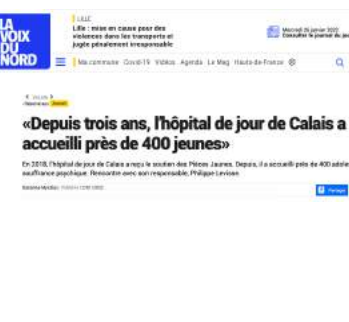 LA
VOIX
DU
NORD
LILLE
Lille : mise en cause pour des
violences dans les transports et
jugée pénalement irresponsable
Mercredi 26 janvier 2022
Consulter le journal du jour
Ma commune Covid-19 Vidéos Agenda Le Mag Hauts-de-France
«Depuis trois ans, l'hôpital de jour de Calais a
accueilli près de 400 jeunes»
En 2018, l'hôpital de jour de Calais a reçu le soutien des Pièces Jaunes. Depuis, il a accueilli près de 400 adole
souffrance psychique. Rencontre avec son responsable, Philippe
Partager